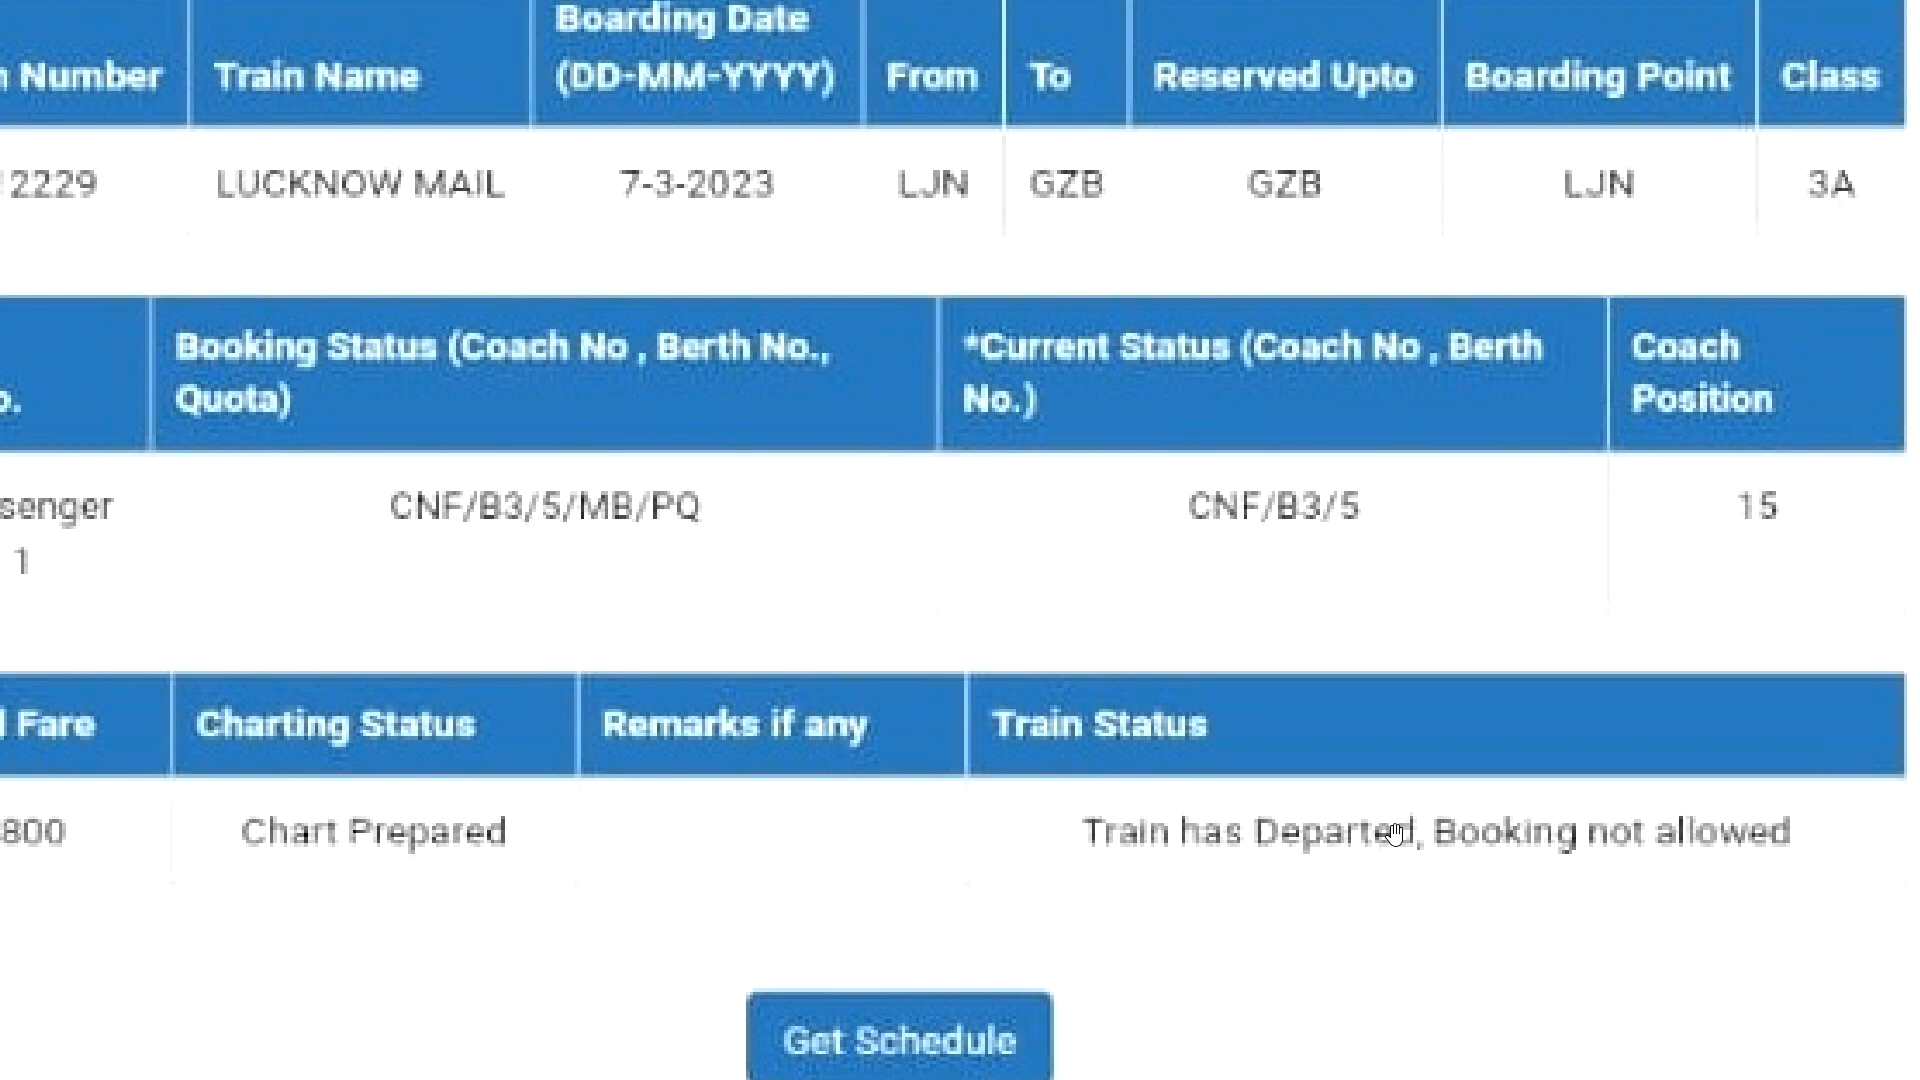 Boarding Date
Number Train Name (DD-MM-YYYY) From To Reserved Upto Boarding Point Class
12229 LUCKNOW MAIL 7-3-2023 LJN GZB GZB LJN 3A
Booking Status (Coach No , Berth No., *Current Status (Coach No , Berth Coach
o. Quota) No.) Position
senger CNF/B3/5/MB/PQ CNF/B3/5 15
1
l Fare Charting Status Remarks if any Train Status
800 Chart Prepared Train has Departed, Booking not allowed
Get Schedule